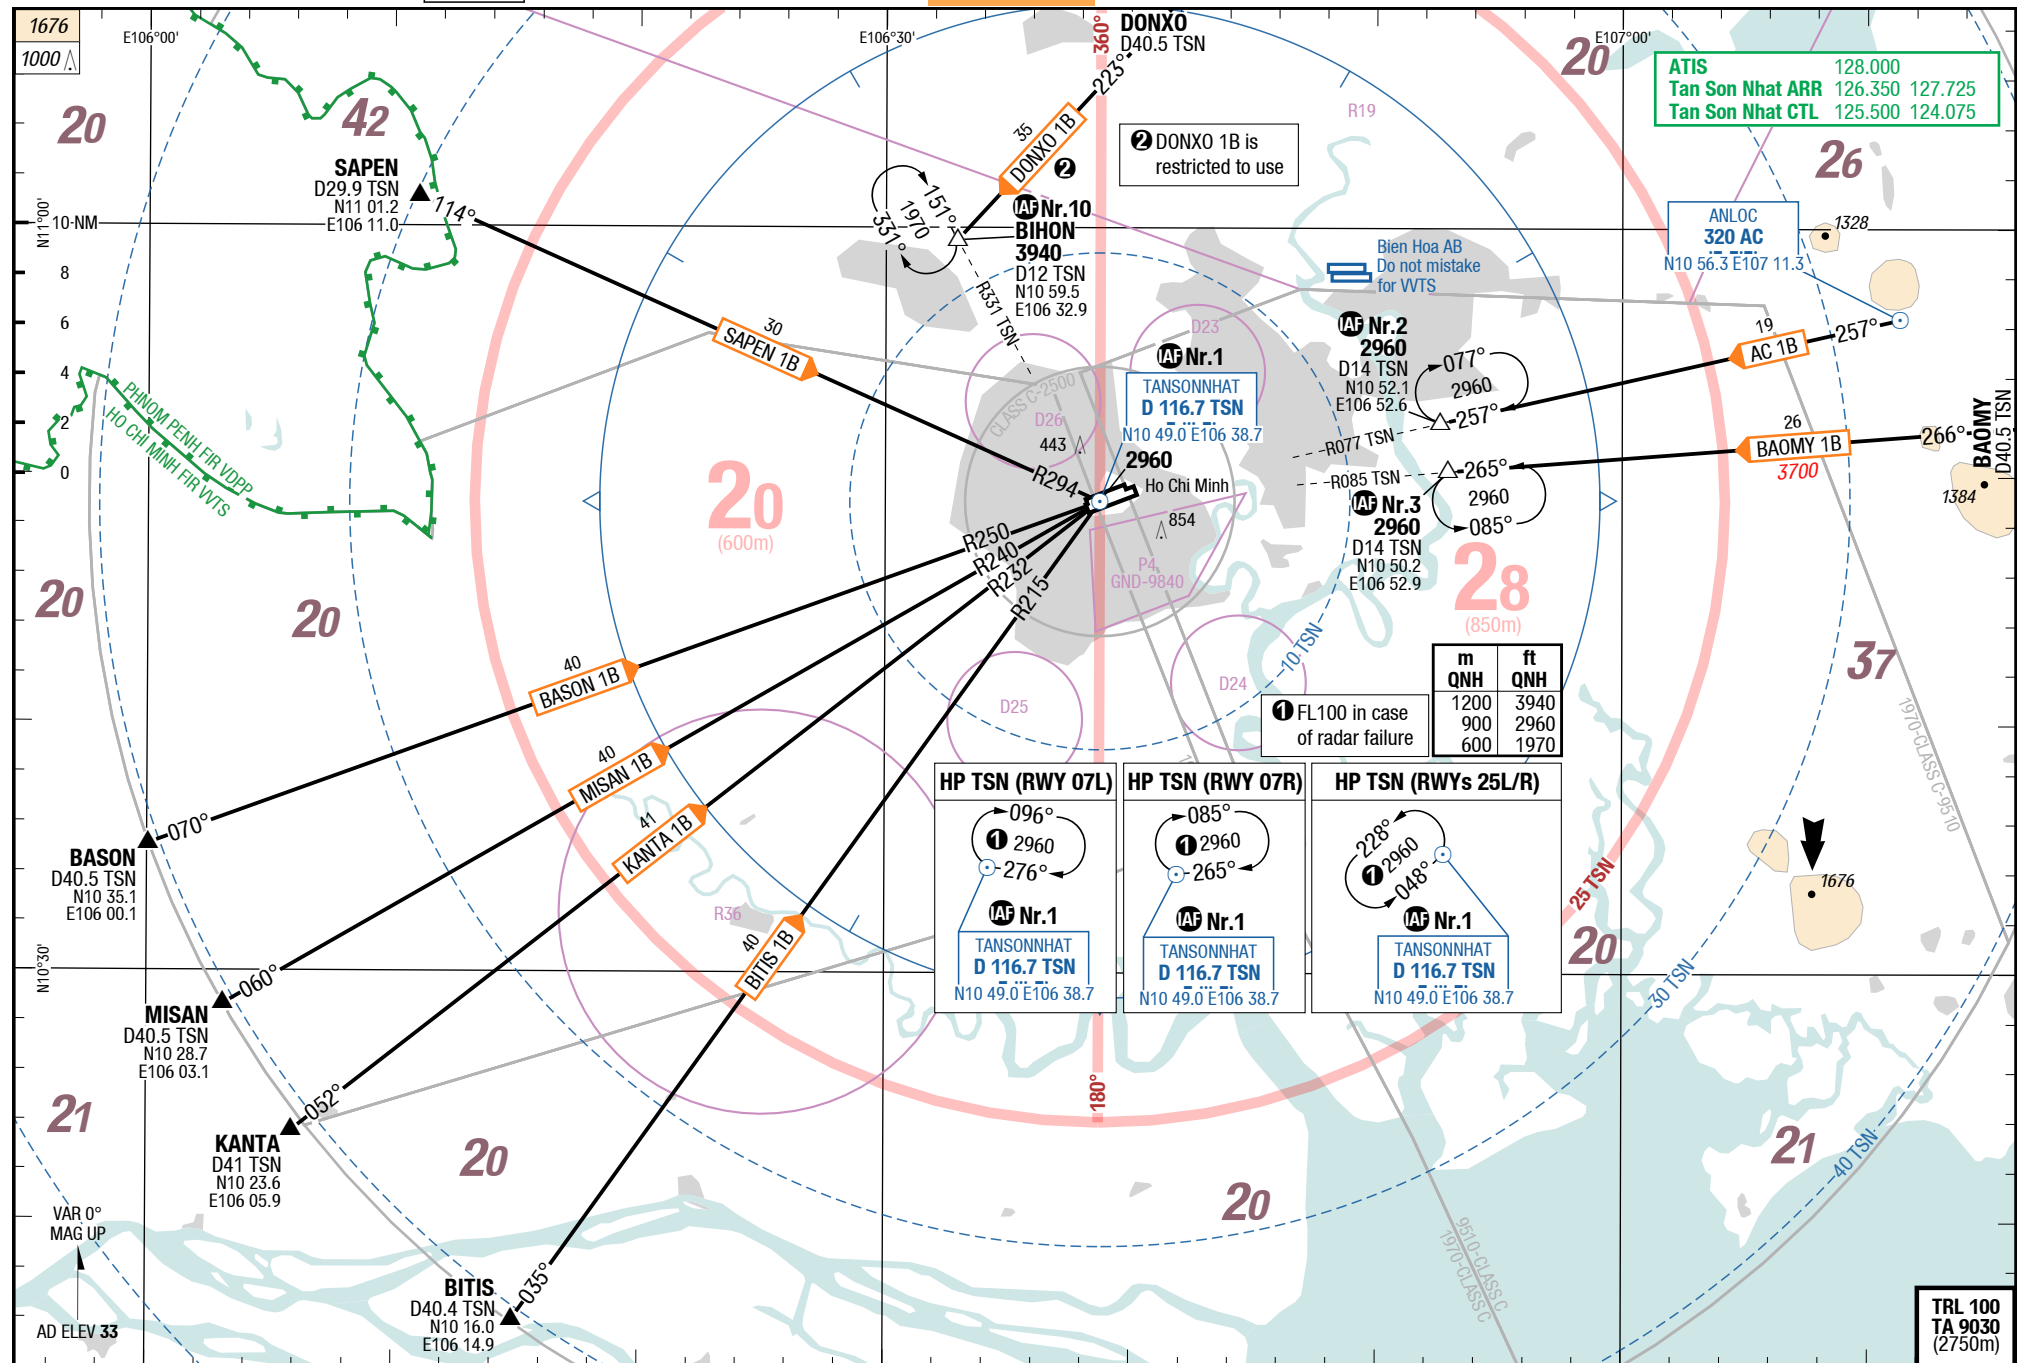 1676
1000
E106°00'
E106°30'
E107°00'
360°
DONXO
D40.5 TSN
223°
35
DONXO 1B
2
2 DONXO 1B is
restricted to use
R19
20
ATIS 128.000
Tan Son Nhat ARR 126.350 127.725
Tan Son Nhat CTL 125.500 124.075
20
42
26
SAPEN
D29.9 TSN
N11 01.2
E106 11.0
114°
N11°00'
10-NM
8
6
4
2
0
151°
1970
331°
IAF Nr.10
BIHON
3940
D12 TSN
N10 59.5
E106 32.9
R331 TSN
Bien Hoa AB
Do not mistake
for VVTS
ANLOC
320 AC
N10 56.3 E107 11.3
1328
30
SAPEN 1B
D23
IAF Nr.1
TANSONNHAT
D 116.7 TSN
N10 49.0 E106 38.7
2960
IAF Nr.2
2960
D14 TSN
N10 52.1
E106 52.6
077°
2960
257°
R077 TSN
19
AC 1B
257°
26
BAOMY 1B
3700
266°
BAOMY
D40.5 TSN
1384
CLASS C-2500
D26
443
PHNOM PENH FIR VDPP
HO CHI MINH FIR VVTS
R294
Ho Chi Minh
854
R085 TSN
265°
2960
085°
IAF Nr.3
2960
D14 TSN
N10 50.2
E106 52.9
20
(600m)
28
(850m)
R250
R240
R232
R215
P4
GND-9840
20
20
37
10 TSN
m QNH ft QNH
1200 3940
900 2960
600 1970
1 FL100 in case
of radar failure
D25
D24
40
BASON 1B
40
MISAN 1B
41
KANTA 1B
40
BITIS 1B
R36
1970-CLASS C-9510
HP TSN (RWY 07L)
096°
1 2960
276°
IAF Nr.1
TANSONNHAT
D 116.7 TSN
N10 49.0 E106 38.7
HP TSN (RWY 07R)
085°
1 2960
265°
IAF Nr.1
TANSONNHAT
D 116.7 TSN
N10 49.0 E106 38.7
HP TSN (RWYs 25L/R)
228°
1 2960
048°
IAF Nr.1
TANSONNHAT
D 116.7 TSN
N10 49.0 E106 38.7
25 TSN
1676
20
30 TSN
070°
BASON
D40.5 TSN
N10 35.1
E106 00.1
N10°30'
060°
MISAN
D40.5 TSN
N10 28.7
E106 03.1
21
052°
KANTA
D41 TSN
N10 23.6
E106 05.9
180°
20
20
21
40 TSN
VAR 0°
MAG UP
AD ELEV 33
035°
BITIS
D40.4 TSN
N10 16.0
E106 14.9
9510-CLASS C
1970-CLASS C
TRL 100
TA 9030
(2750m)